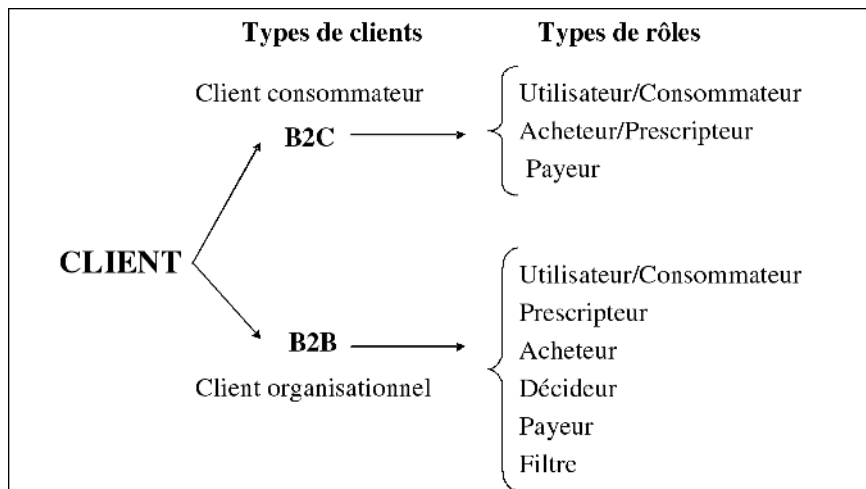 Types de clients
Types de rôles
Client consommateur
B2C
Utilisateur/Consommateur
Acheteur/Prescripteur
Payeur
CLIENT
B2B
Client organisationnel
Utilisateur/Consommateur
Prescripteur
Acheteur
Décideur
Payeur
Filtre